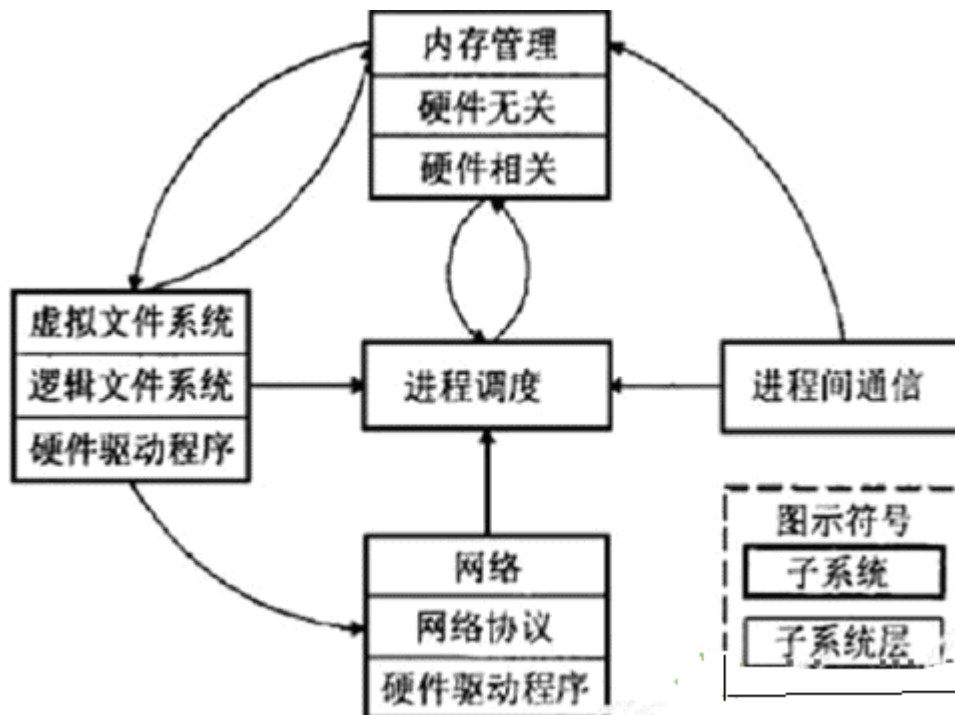 内存管理
硬件无关
硬件相关
虚拟文件系统
逻辑文件系统
硬件驱动程序
进程调度
进程间通信
网络
网络协议
硬件驱动程序
图示符号
子系统
子系统层